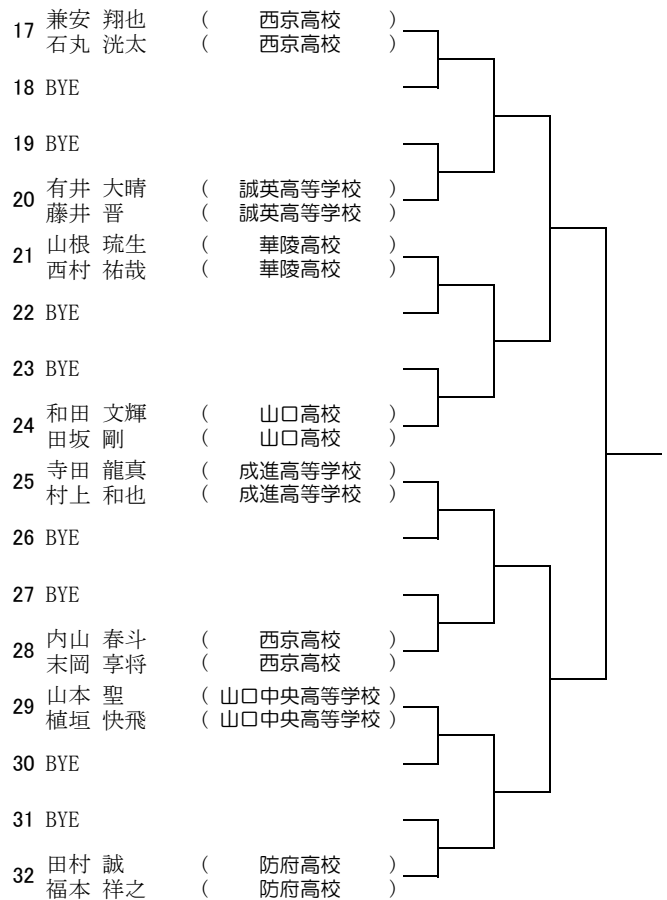 17 兼安 翔也 ( 西京高校 )
石丸 洸太 ( 西京高校 )
18 BYE
19 BYE
20 有井 大晴 ( 誠英高等学校 )
藤井 晋 ( 誠英高等学校 )
21 山根 琉生 ( 華陵高校 )
西村 祐哉 ( 華陵高校 )
22 BYE
23 BYE
24 和田 文輝 ( 山口高校 )
田坂 剛 ( 山口高校 )
25 寺田 龍真 ( 成進高等学校 )
村上 和也 ( 成進高等学校 )
26 BYE
27 BYE
28 内山 春斗 ( 西京高校 )
末岡 享将 ( 西京高校 )
29 山本 聖 ( 山口中央高等学校 )
植垣 快飛 ( 山口中央高等学校 )
30 BYE
31 BYE
32 田村 誠 ( 防府高校 )
福本 祥之 ( 防府高校 )